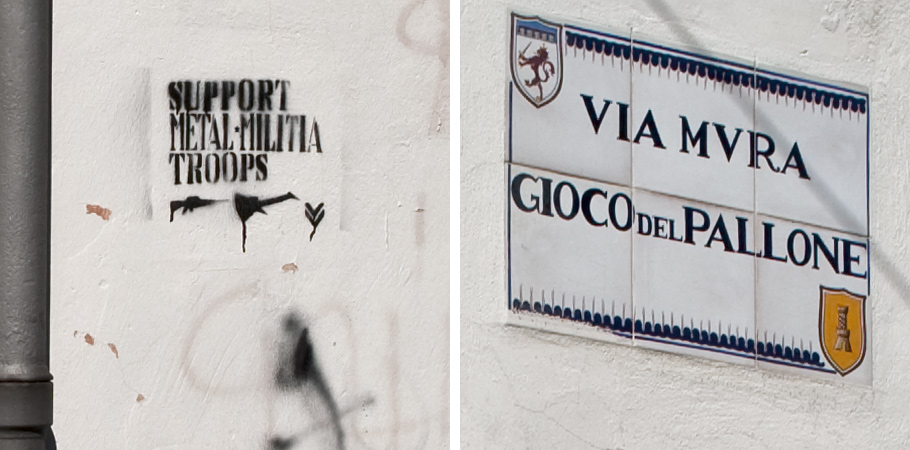 SUPPORT
METAL·MILITIA
TROOPS
VIA MVRA
GIOCO DEL PALLONE